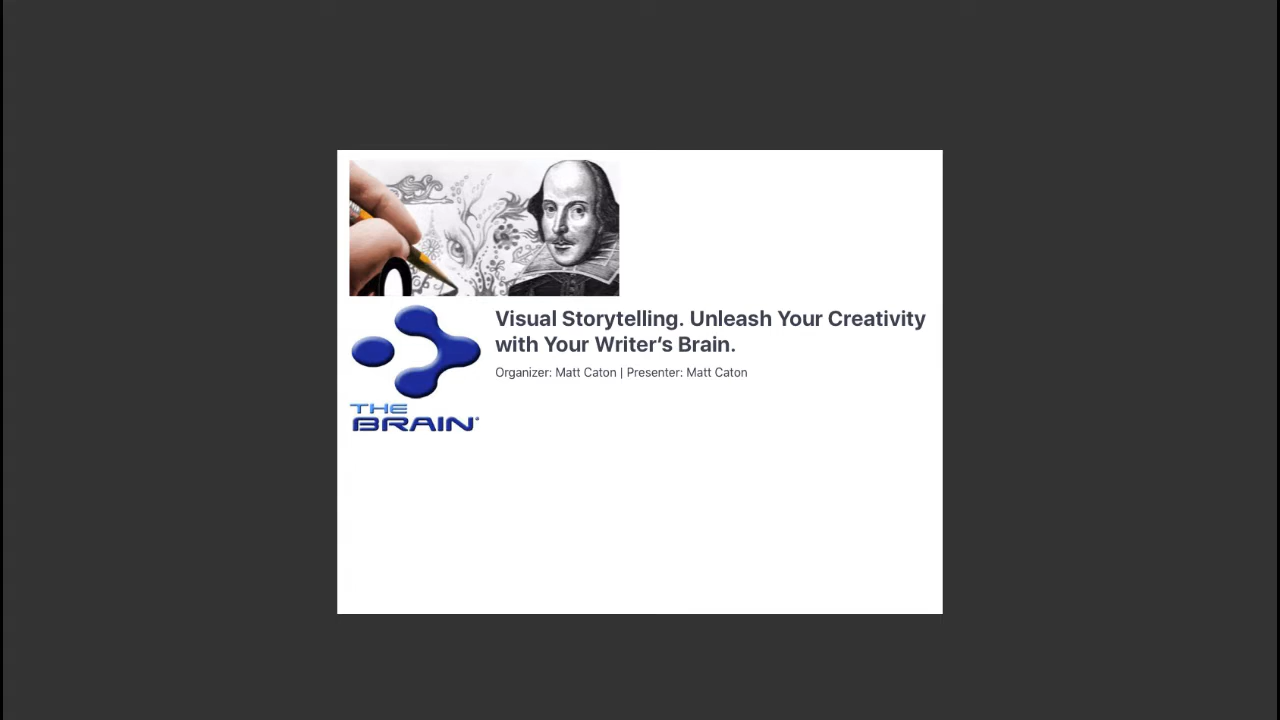 Visual Storytelling. Unleash Your Creativity
with Your Writer’s Brain.
Organizer: Matt Caton | Presenter: Matt Caton
THE
BRAIN